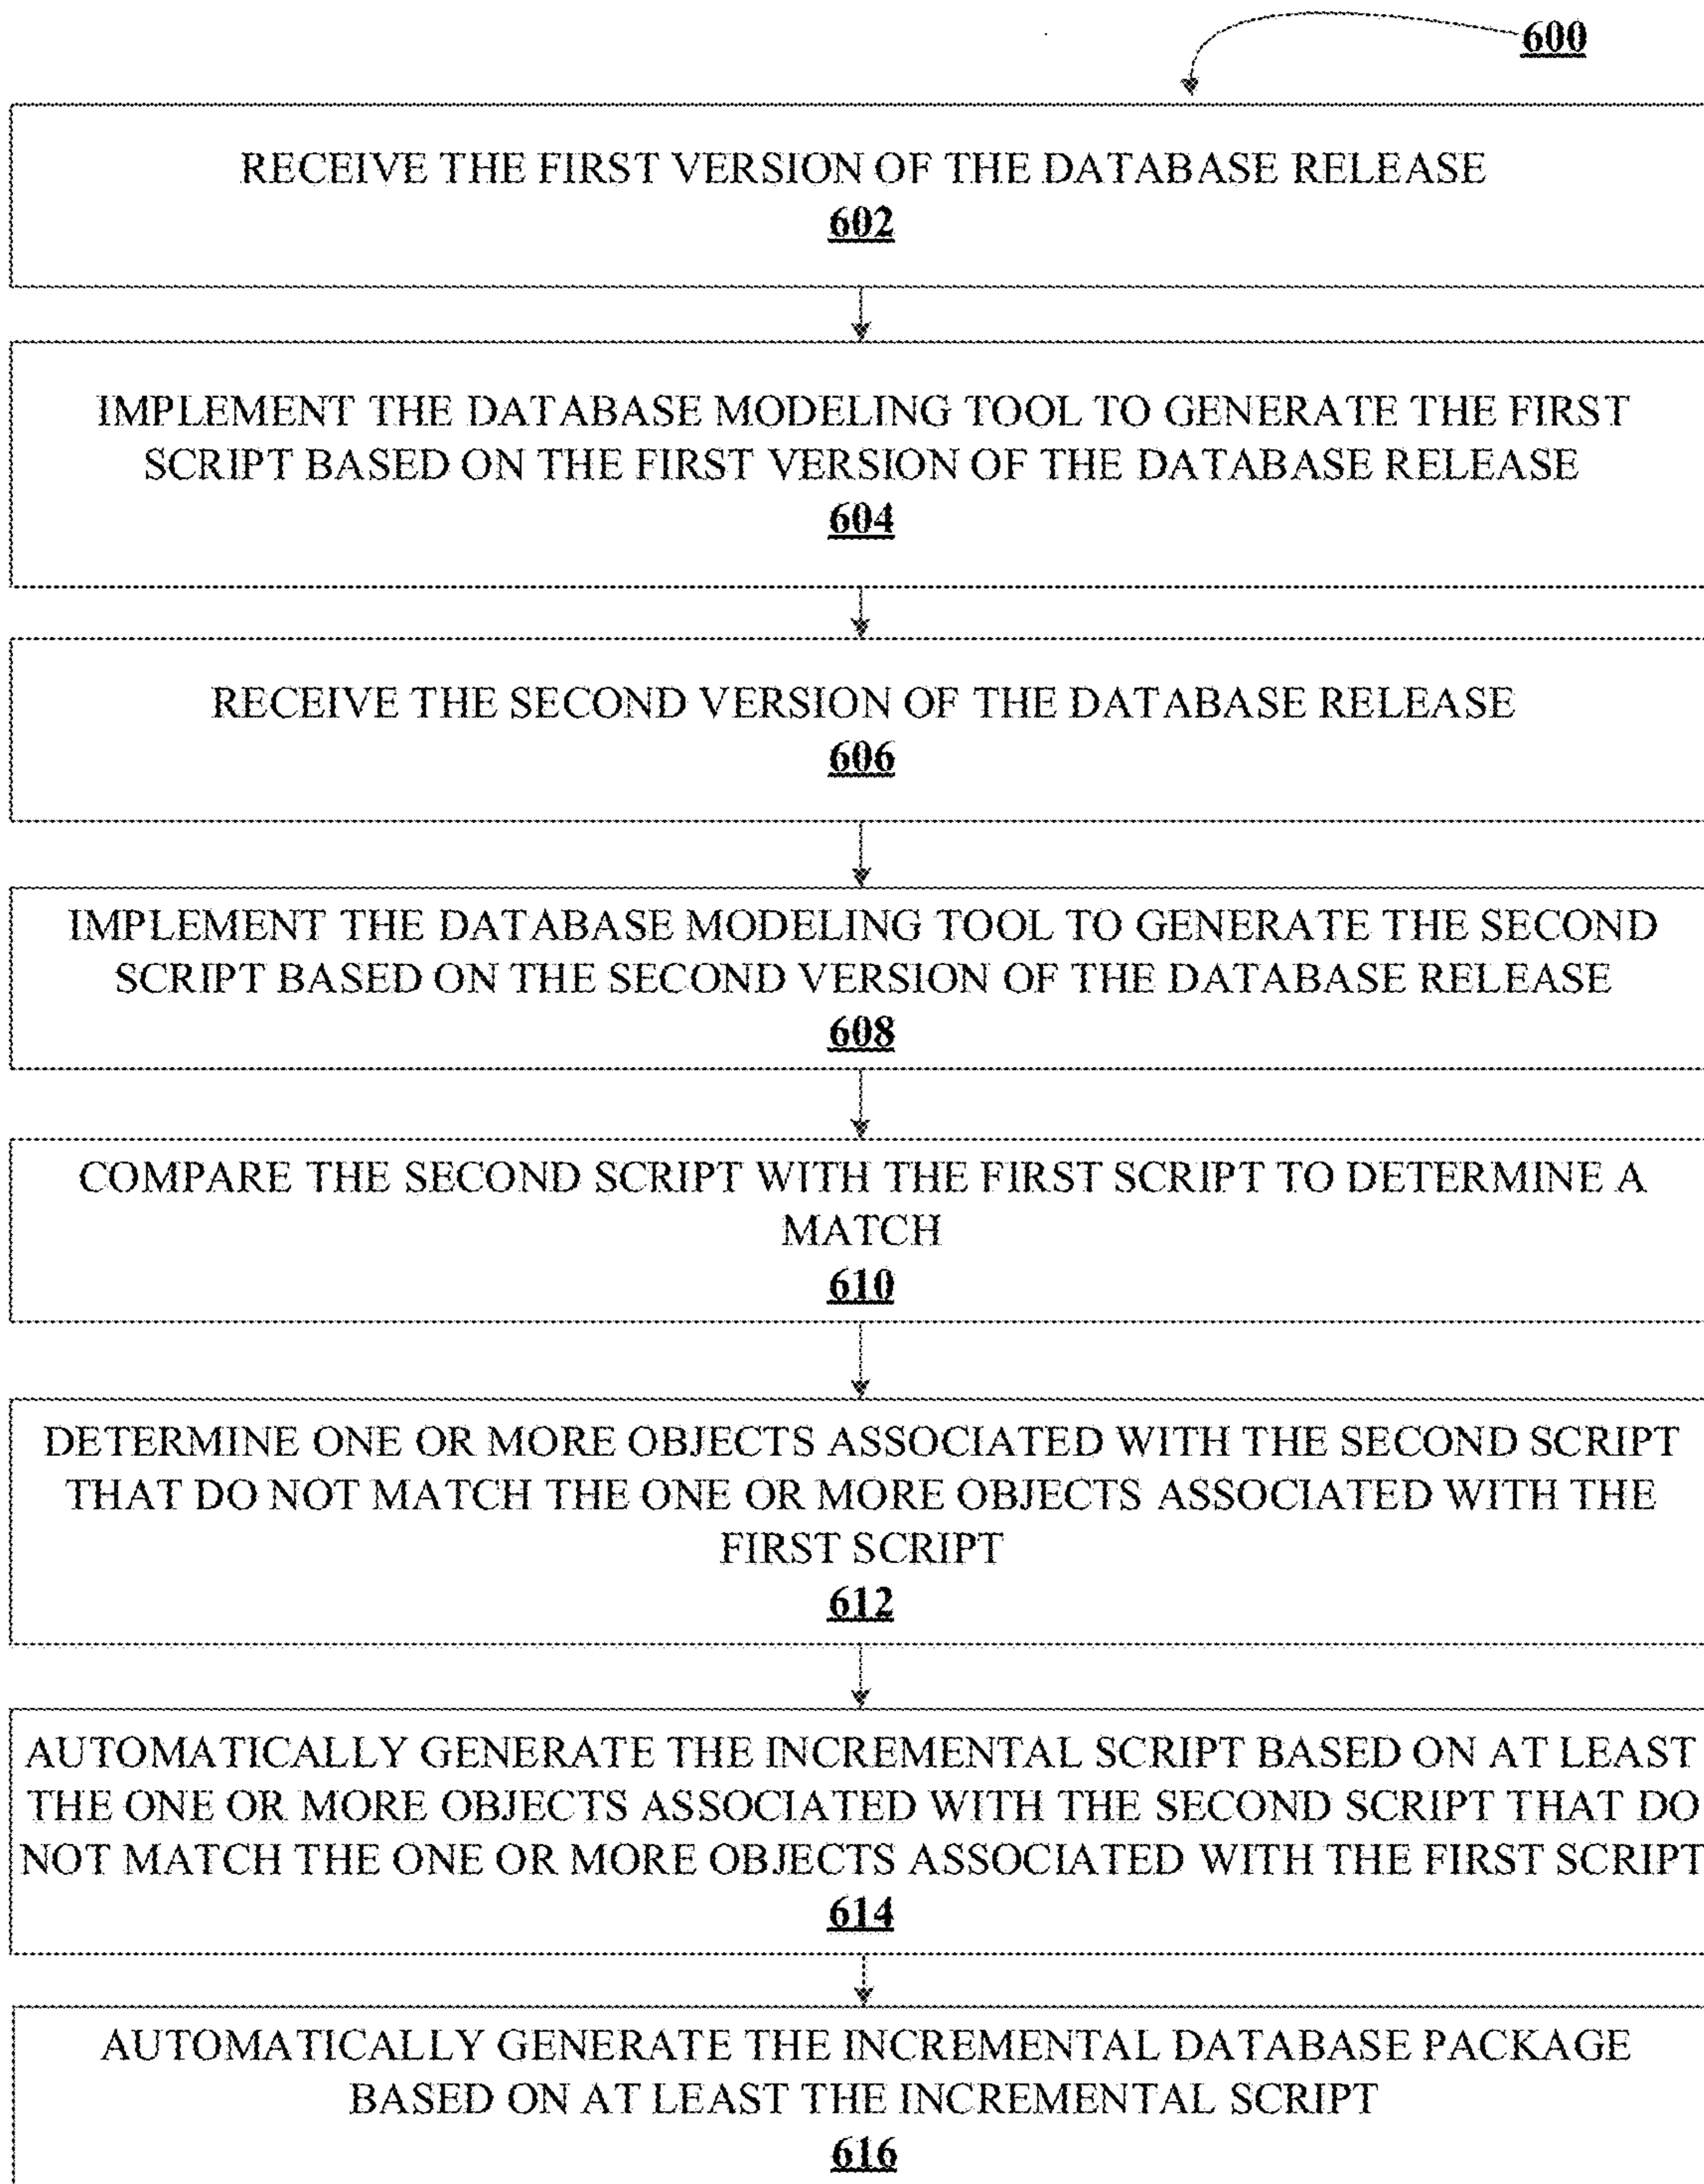 600
RECEIVE THE FIRST VERSION OF THE DATABASE RELEASE
602
IMPLEMENT THE DATABASE MODELING TOOL TO GENERATE THE FIRST
SCRIPT BASED ON THE FIRST VERSION OF THE DATABASE RELEASE
604
RECEIVE THE SECOND VERSION OF THE DATABASE RELEASE
606
IMPLEMENT THE DATABASE MODELING TOOL TO GENERATE THE SECOND
SCRIPT BASED ON THE SECOND VERSION OF THE DATABASE RELEASE
608
COMPARE THE SECOND SCRIPT WITH THE FIRST SCRIPT TO DETERMINE A
MATCH
610
DETERMINE ONE OR MORE OBJECTS ASSOCIATED WITH THE SECOND SCRIPT
THAT DO NOT MATCH THE ONE OR MORE OBJECTS ASSOCIATED WITH THE
FIRST SCRIPT
612
AUTOMATICALLY GENERATE THE INCREMENTAL SCRIPT BASED ON AT LEAST
THE ONE OR MORE OBJECTS ASSOCIATED WITH THE SECOND SCRIPT THAT DO
NOT MATCH THE ONE OR MORE OBJECTS ASSOCIATED WITH THE FIRST SCRIPT
614
AUTOMATICALLY GENERATE THE INCREMENTAL DATABASE PACKAGE
BASED ON AT LEAST THE INCREMENTAL SCRIPT
616